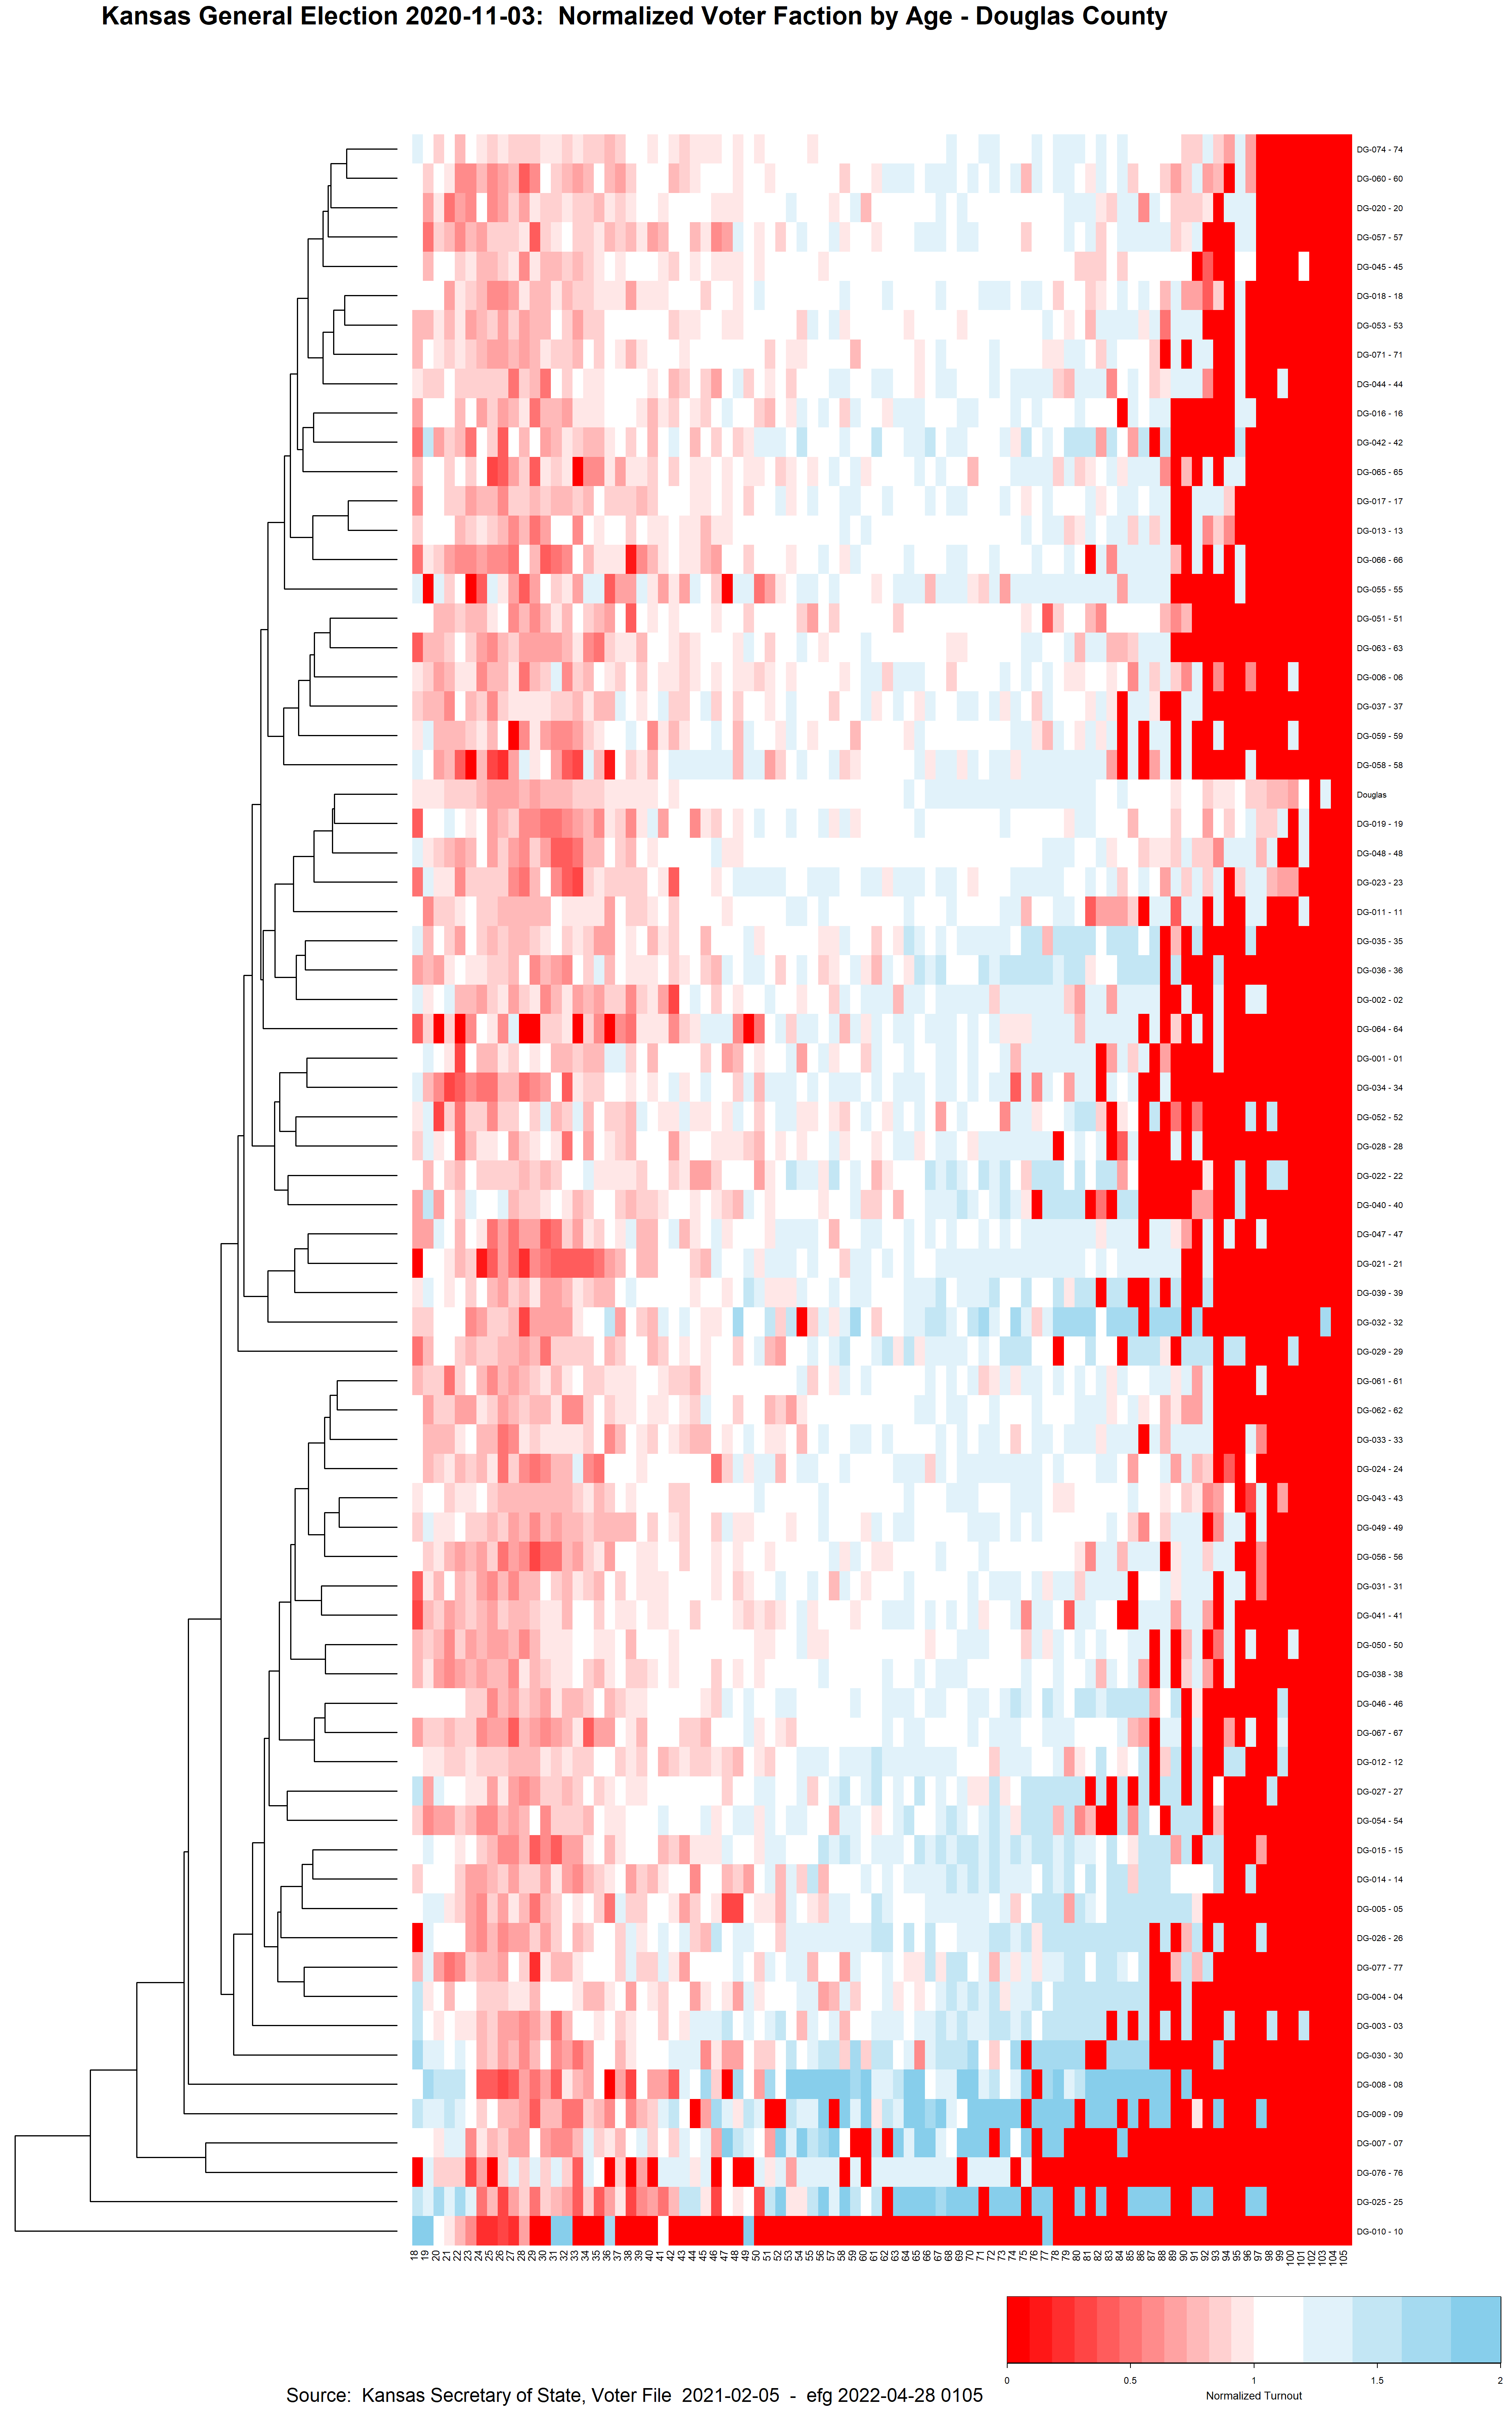 Kansas General Election 2020-11-03:  Normalized Voter Faction by Age - Douglas County
DG-074 - 74
DG-060 - 60
DG-020 - 20
DG-057 - 57
DG-045 - 45
DG-018 - 18
DG-053 - 53
DG-071 - 71
DG-044 - 44
DG-016 - 16
DG-042 - 42
DG-065 - 65
DG-017 - 17
DG-013 - 13
DG-066 - 66
DG-055 - 55
DG-051 - 51
DG-063 - 63
DG-006 - 06
DG-037 - 37
DG-059 - 59
DG-058 - 58
Douglas
DG-019 - 19
DG-048 - 48
DG-023 - 23
DG-011 - 11
DG-035 - 35
DG-036 - 36
DG-002 - 02
DG-064 - 64
DG-001 - 01
DG-034 - 34
DG-052 - 52
DG-028 - 28
DG-022 - 22
DG-040 - 40
DG-047 - 47
DG-021 - 21
DG-039 - 39
DG-032 - 32
DG-029 - 29
DG-061 - 61
DG-062 - 62
DG-033 - 33
DG-024 - 24
DG-043 - 43
DG-049 - 49
DG-056 - 56
DG-031 - 31
DG-041 - 41
DG-050 - 50
DG-038 - 38
DG-046 - 46
DG-067 - 67
DG-012 - 12
DG-027 - 27
DG-054 - 54
DG-015 - 15
DG-014 - 14
DG-005 - 05
DG-026 - 26
DG-077 - 77
DG-004 - 04
DG-003 - 03
DG-030 - 30
DG-008 - 08
DG-009 - 09
DG-007 - 07
DG-076 - 76
DG-025 - 25
DG-010 - 10
18 19 20 21 22 23 24 25 26 27 28 29 30 31 32 33 34 35 36 37 38 39 40 41 42 43 44 45 46 47 48 49 50 51 52 53 54 55 56 57 58 59 60 61 62 63 64 65 66 67 68 69 70 71 72 73 74 75 76 77 78 79 80 81 82 83 84 85 86 87 88 89 90 91 92 93 94 95 96 97 98 99 100 101 102 103 104 105
0 0.5 1 1.5 2
Normalized Turnout
Source:  Kansas Secretary of State, Voter File  2021-02-05  -  efg 2022-04-28 0105